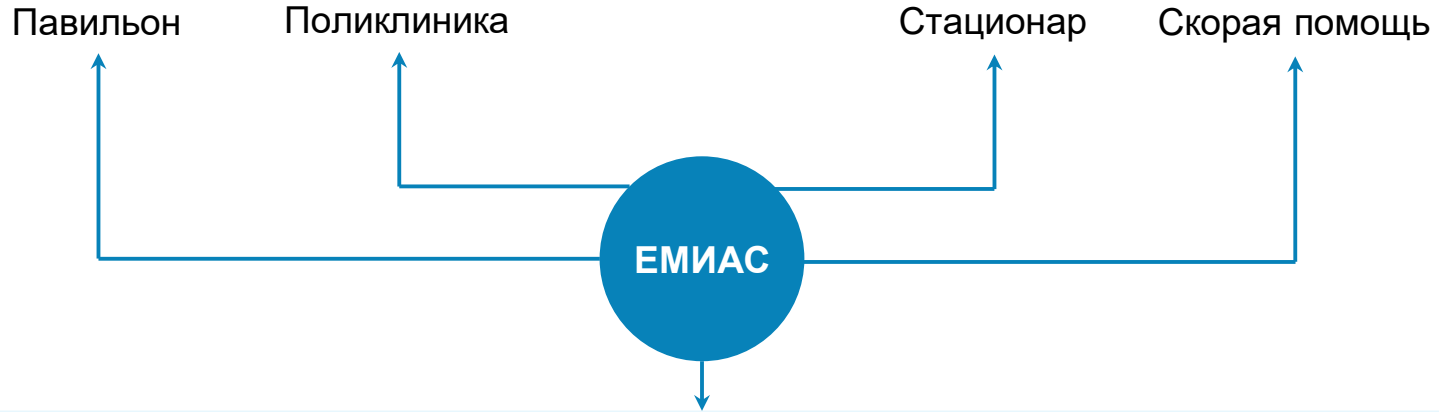 Павильон
Поликлиника
Стационар
Скорая помощь
ЕМИАС